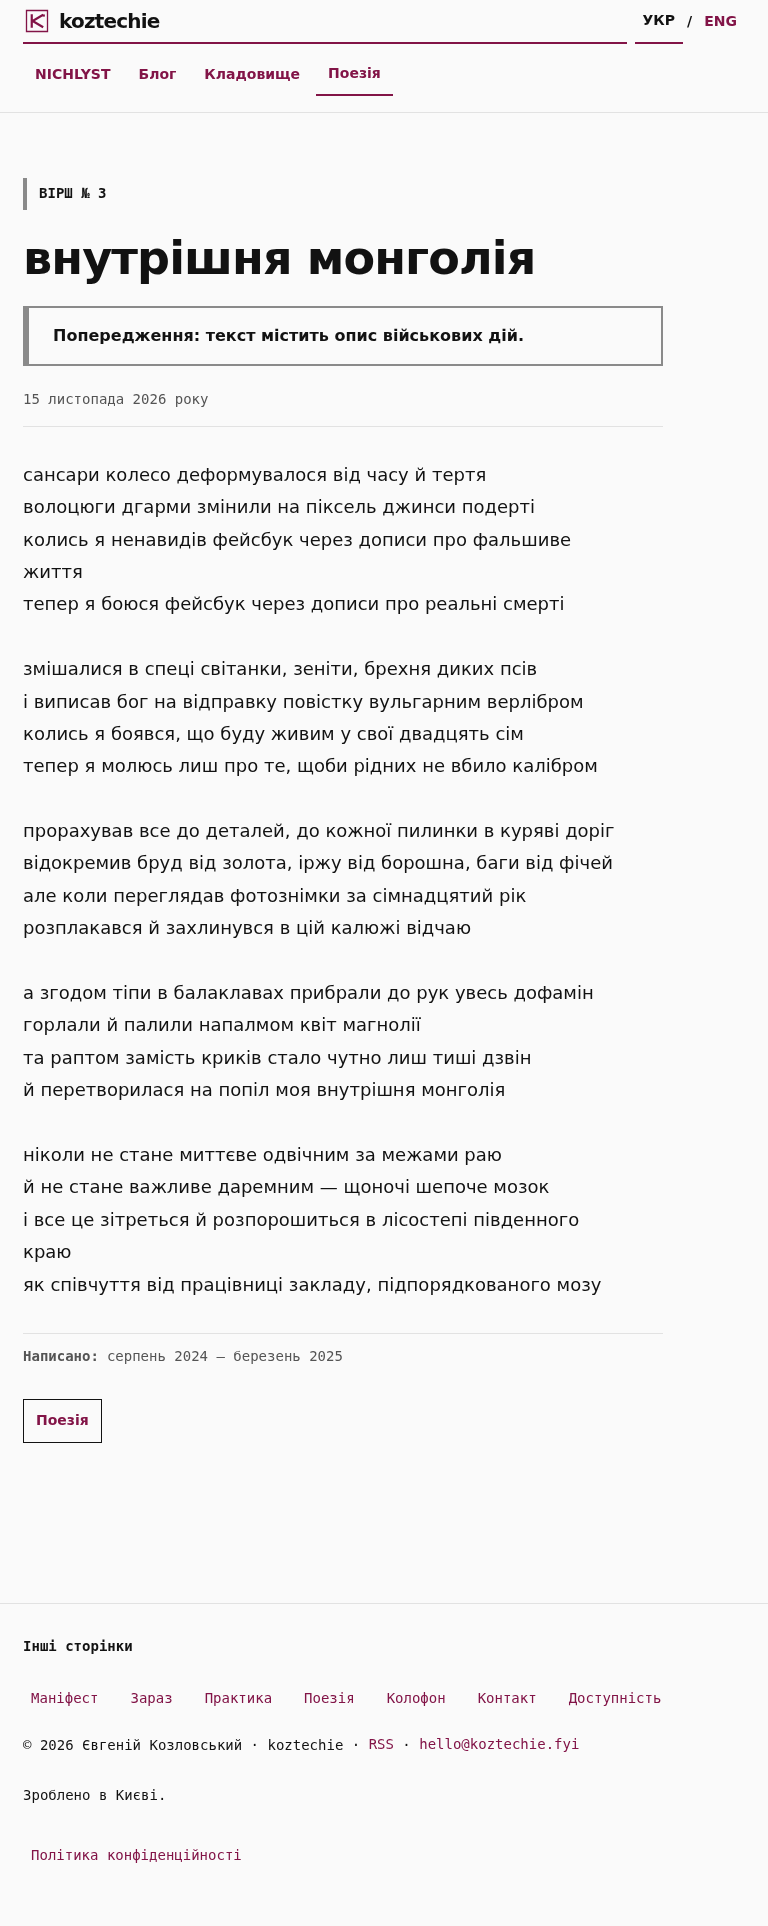 koztechie
УКР / ENG
NICHLYST Блог Кладовище Поезія
ВІРШ № 3
внутрішня монголія
Попередження: текст містить опис військових дій.
15 листопада 2026 року
сансари колесо деформувалося від часу й тертя
волоцюги дгарми змінили на піксель джинси подерті
колись я ненавидів фейсбук через дописи про фальшиве
життя
тепер я боюся фейсбук через дописи про реальні смерті
змішалися в спеці світанки, зеніти, брехня диких псів
і виписав бог на відправку повістку вульгарним верлібром
колись я боявся, що буду живим у свої двадцять сім
тепер я молюсь лиш про те, щоби рідних не вбило калібром
прорахував все до деталей, до кожної пилинки в куряві доріг
відокремив бруд від золота, іржу від борошна, баги від фічей
але коли переглядав фотознімки за сімнадцятий рік
розплакався й захлинувся в цій калюжі відчаю
а згодом тіпи в балаклавах прибрали до рук увесь дофамін
горлали й палили напалмом квіт магнолії
та раптом замість криків стало чутно лиш тиші дзвін
й перетворилася на попіл моя внутрішня монголія
ніколи не стане миттєве одвічним за межами раю
й не стане важливе даремним — щоночі шепоче мозок
і все це зітреться й розпорошиться в лісостепі південного
краю
як співчуття від працівниці закладу, підпорядкованого мозу
Написано: серпень 2024 — березень 2025
Поезія
Інші сторінки
Маніфест Зараз Практика Поезія Колофон Контакт Доступність
© 2026 Євгеній Козловський · koztechie · RSS · hello@koztechie.fyi
Зроблено в Києві.
Політика конфіденційності